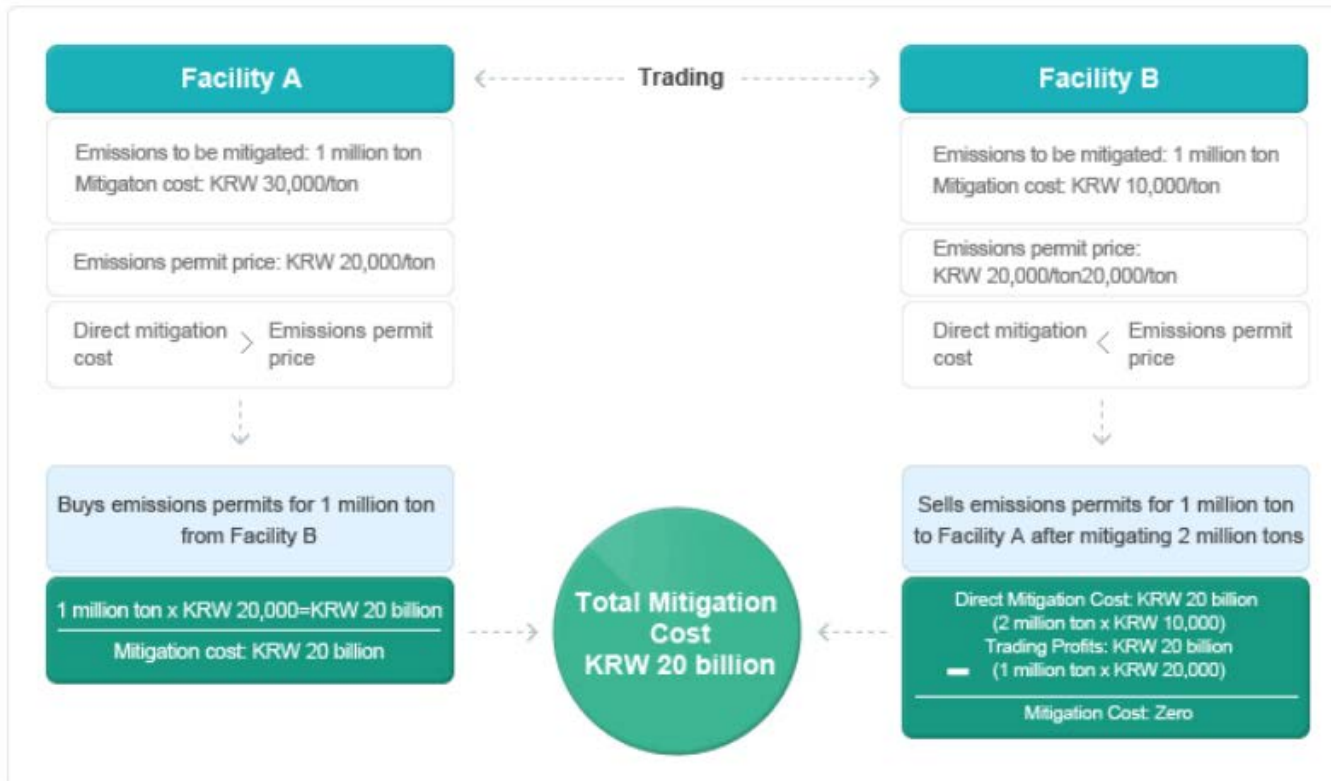 Facility A
Trading
Facility B
Emissions to be mitigated: 1 million ton
Mitigaton cost: KRW 30,000/ton
Emissions permit price: KRW 20,000/ton
Direct mitigation
cost
>
Emissions permit
price
Buys emissions permits for 1 million ton
from Facility B
1 million ton x KRW 20,000=KRW 20 billion
Mitigation cost: KRW 20 billion
Total Mitigation
Cost
KRW 20 billion
Emissions to be mitigated: 1 million ton
Mitigation cost: KRW 10,000/ton
Emissions permit price:
KRW 20,000/ton20,000/ton
Direct mitigation
cost
<
Emissions permit
price
Sells emissions permits for 1 million ton
to Facility A after mitigating 2 million tons
Direct Mitigation Cost: KRW 20 billion
(2 million ton x KRW 10,000)
Trading Profits: KRW 20 billion
(1 million ton x KRW 20,000)
Mitigation Cost: Zero